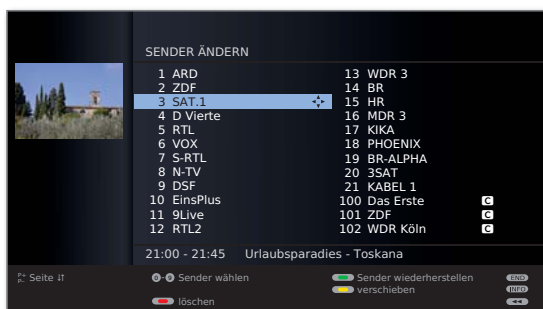 SENDER ÄNDERN
1 ARD
2 ZDF
3 SAT.1
4 D Vierte
5 RTL
6 VOX
7 S-RTL
8 N-TV
9 DSF
10 EinsPlus
11 9Live
12 RTL2
13 WDR 3
14 BR
15 HR
16 MDR 3
17 KIKA
18 PHOENIX
19 BR-ALPHA
20 3SAT
21 KABEL 1
100 Das Erste C
101 ZDF C
102 WDR Köln C
21:00 - 21:45 Urlaubsparadies - Toskana
P+ P- Seite
0-9 Sender wählen
Sender wiederherstellen
END
verschieben
INFO
löschen